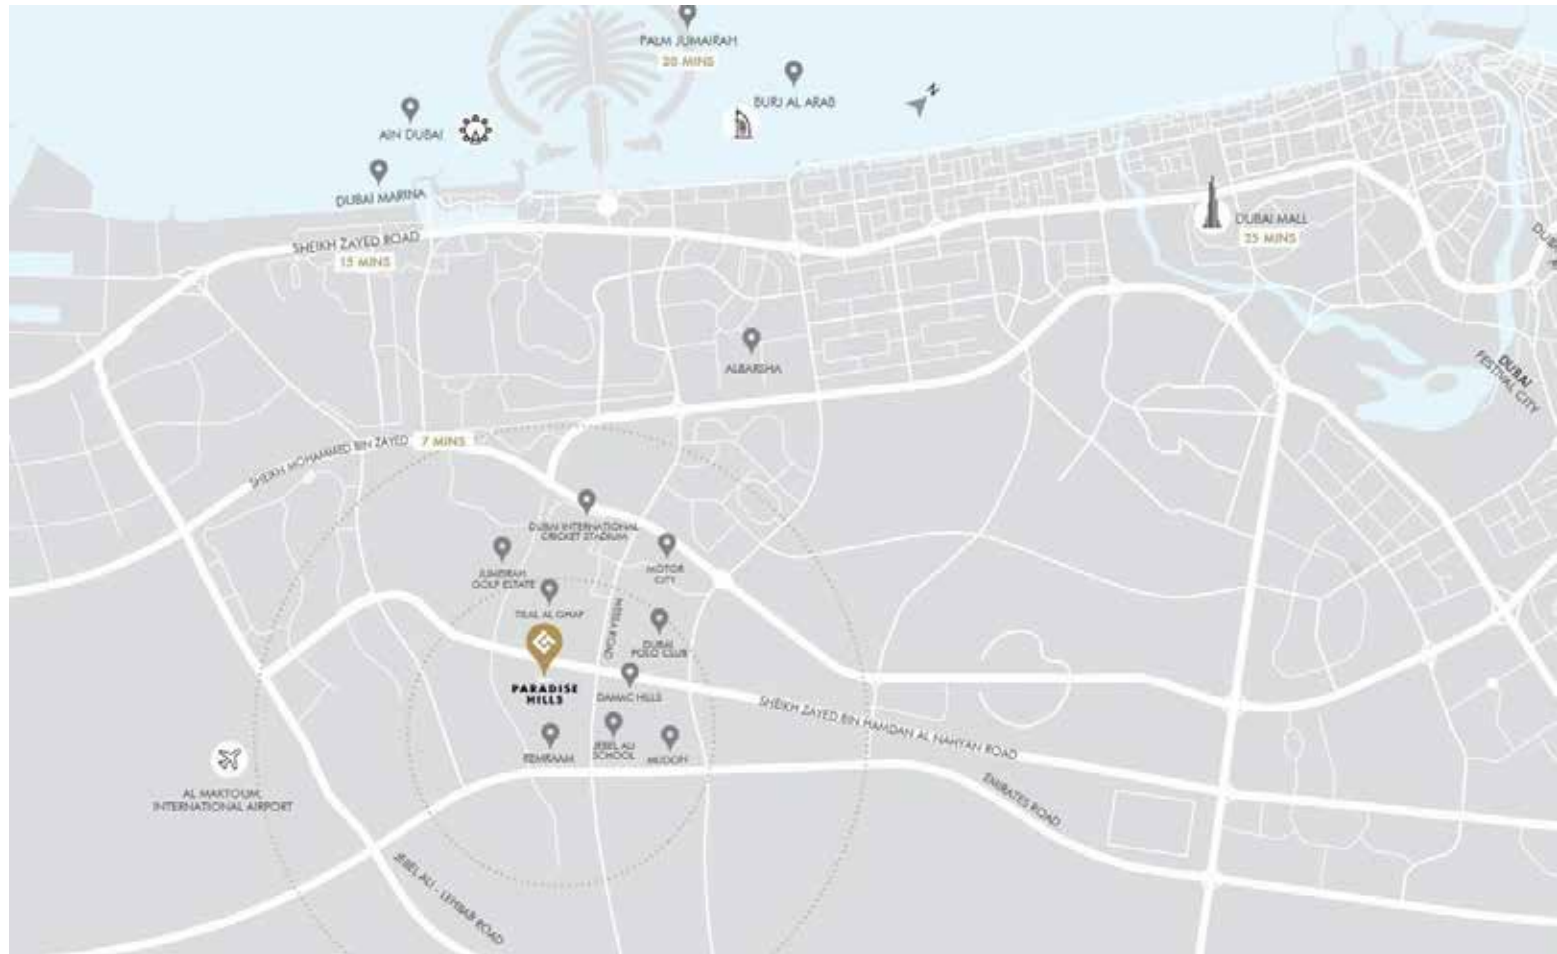 PALM JUMAIRAH
20 MINS
BURJ AL ARAB
N
AIN DUBAI
DUBAI MARINA
DUBAI MALL
25 MINS
SHEIKH ZAYED ROAD
15 MINS
ALBARSHA
DUBAI
FESTIVAL CITY
SHEIKH MOHAMMED BIN ZAYED
7 MINS
DUBAI INTERNATIONAL
CRICKET STADIUM
JUMEIRAH
GOLF ESTATE
MOTOR
CITY
TILAL AL GHAF
HESSA ROAD
DUBAI
POLO CLUB
PARADISE
HILLS
DAMAC HILLS
SHEIKH ZAYED BIN HAMDAN AL NAHYAN ROAD
REMRAAM
JEBEL ALI
SCHOOL
MUDON
AL MAKTOUM
INTERNATIONAL AIRPORT
EMIRATES ROAD
JEBEL ALI - LEHBAB ROAD